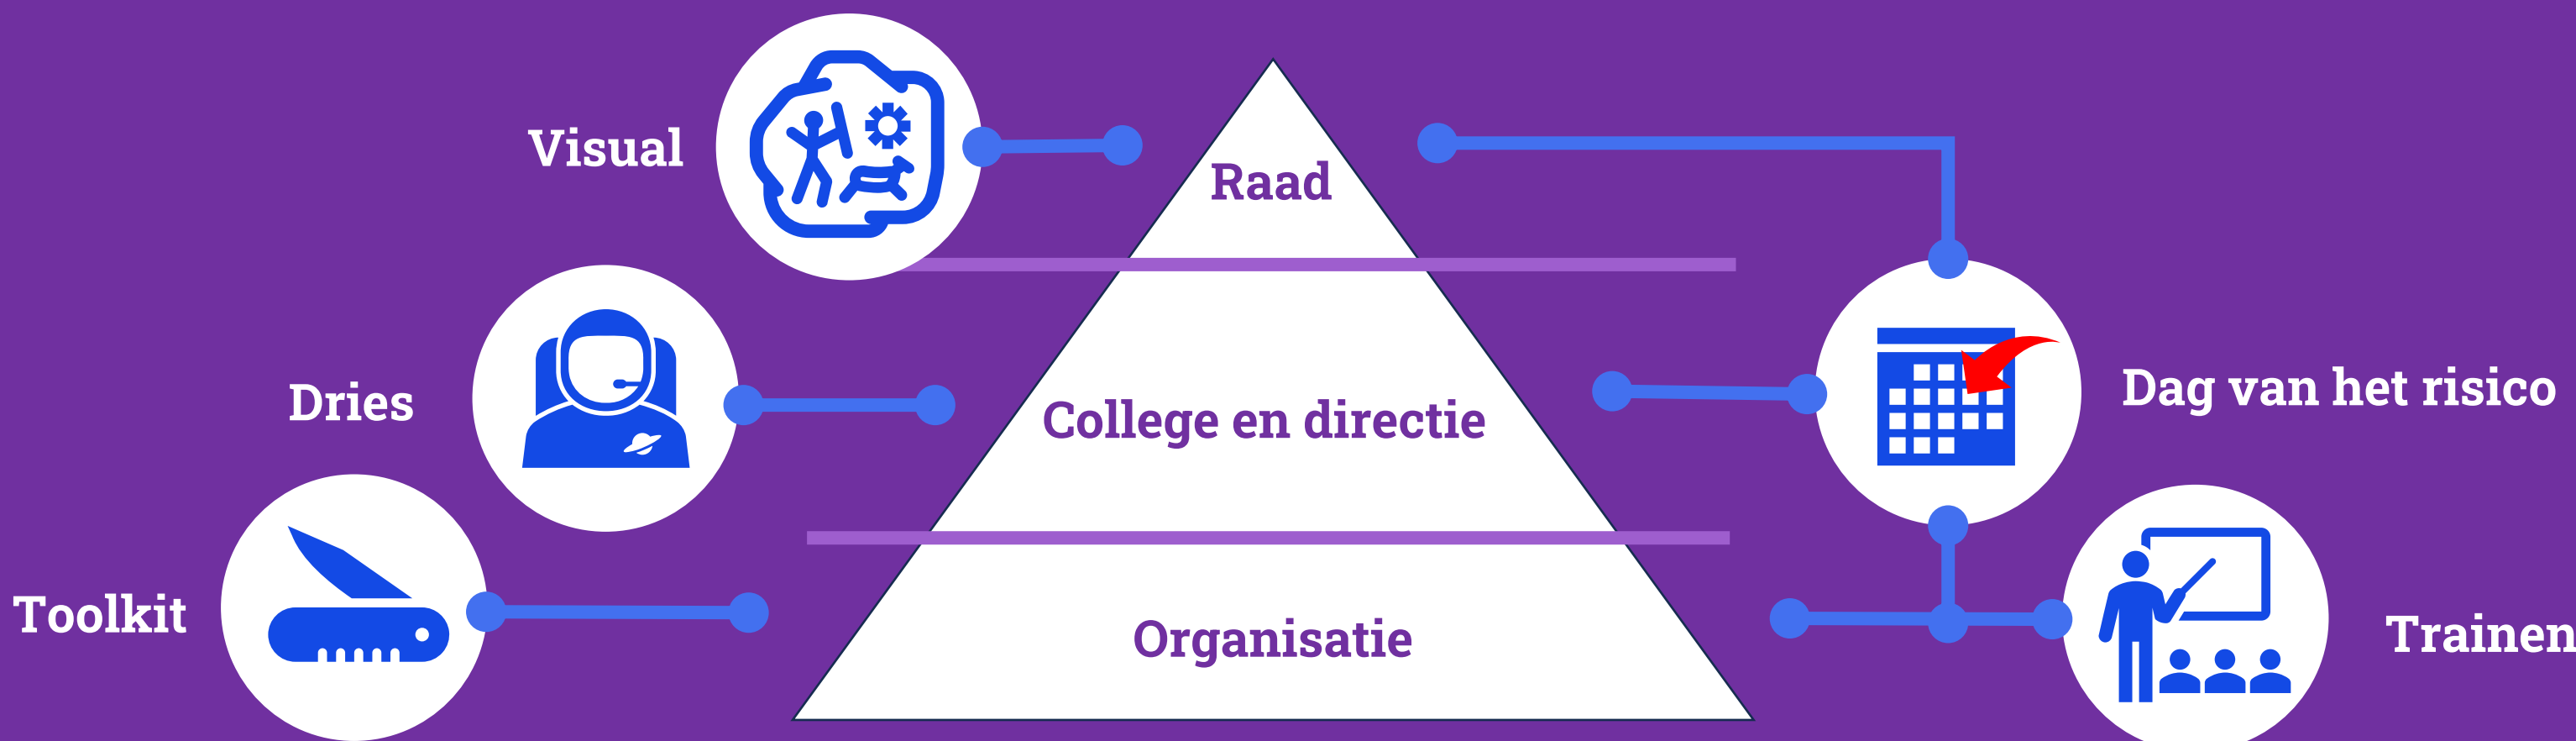 Visual
Raad
Dries
College en directie
Dag van het risico
Toolkit
Organisatie
Trainen